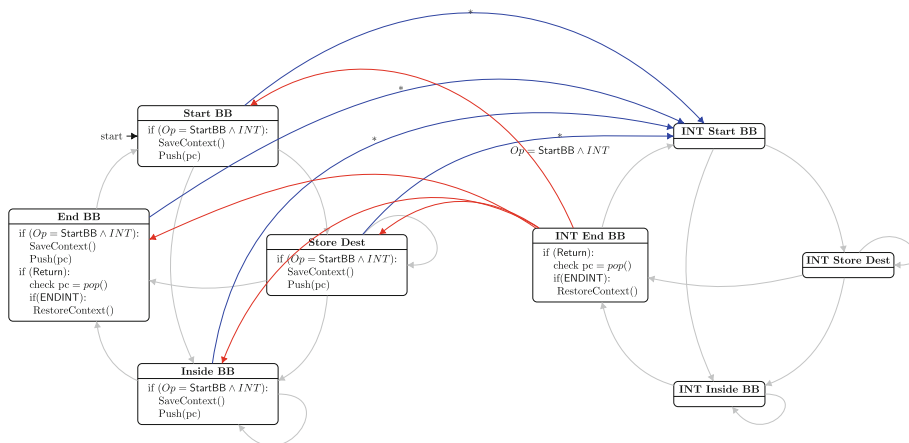 *
*
*
*
Op = StartBB ∧ INT
start
Start BB
if (Op = StartBB ∧ INT):
SaveContext()
Push(pc)
INT Start BB
End BB
if (Op = StartBB ∧ INT):
SaveContext()
Push(pc)
if (Return):
check pc = pop()
if(ENDINT):
RestoreContext()
Store Dest
if (Op = StartBB ∧ INT):
SaveContext()
Push(pc)
INT End BB
if (Return):
check pc = pop()
if(ENDINT):
RestoreContext()
INT Store Dest
Inside BB
if (Op = StartBB ∧ INT):
SaveContext()
Push(pc)
INT Inside BB